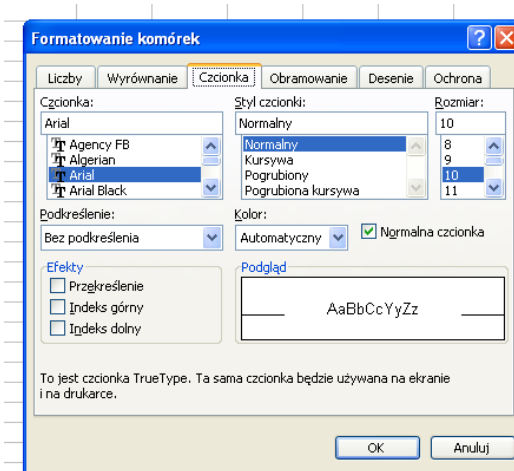 Formatowanie komórek
Liczby Wyrównanie Czcionka Obramowanie Desenie Ochrona
Czcionka: Styl czcionki: Rozmiar:
Arial Normalny 10
Agency FB Normalny 8
Algerian Kursywa 9
Arial Pogrubiony 10
Arial Black Pogrubiona kursywa 11
Podkreślenie: Kolor:
Bez podkreślenia Automatyczny Normalna czcionka
Efekty Podgląd
Przekreślenie
Indeks górny AaBbCcYyZz
Indeks dolny
To jest czcionka TrueType. Ta sama czcionka będzie używana na ekranie
i na drukarce.
OK Anuluj